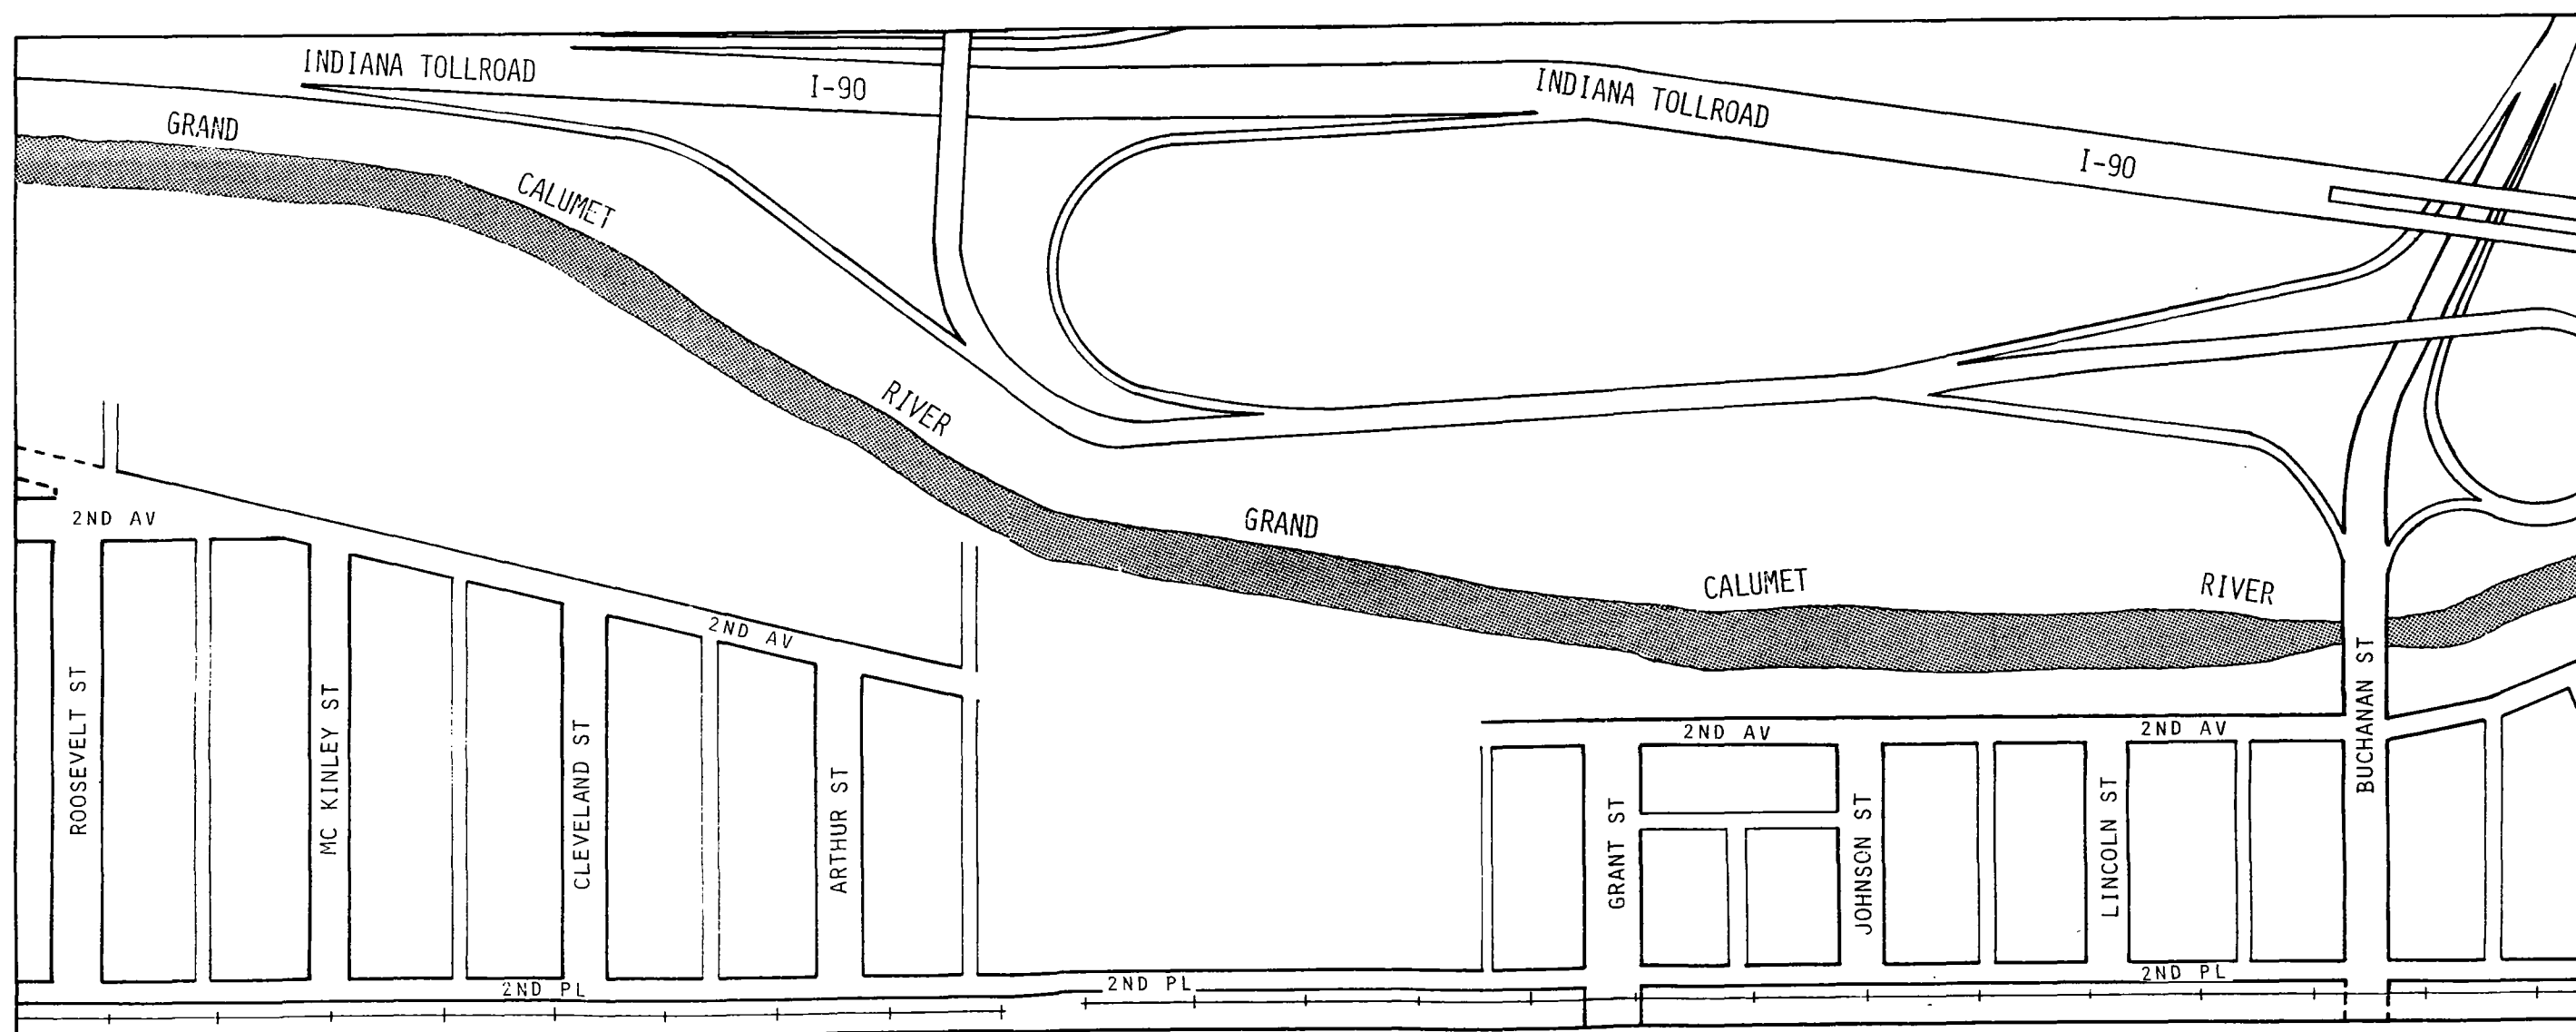 INDIANA TOLLROAD
I-90
INDIANA TOLLROAD
I-90
GRAND
CALUMET
RIVER
GRAND
CALUMET
RIVER
2ND AV
2ND AV
2ND AV
2ND AV
ROOSEVELT ST
MC KINLEY ST
CLEVELAND ST
ARTHUR ST
GRANT ST
JOHNSON ST
LINCOLN ST
BUCHANAN ST
2ND PL
2ND PL
2ND PL